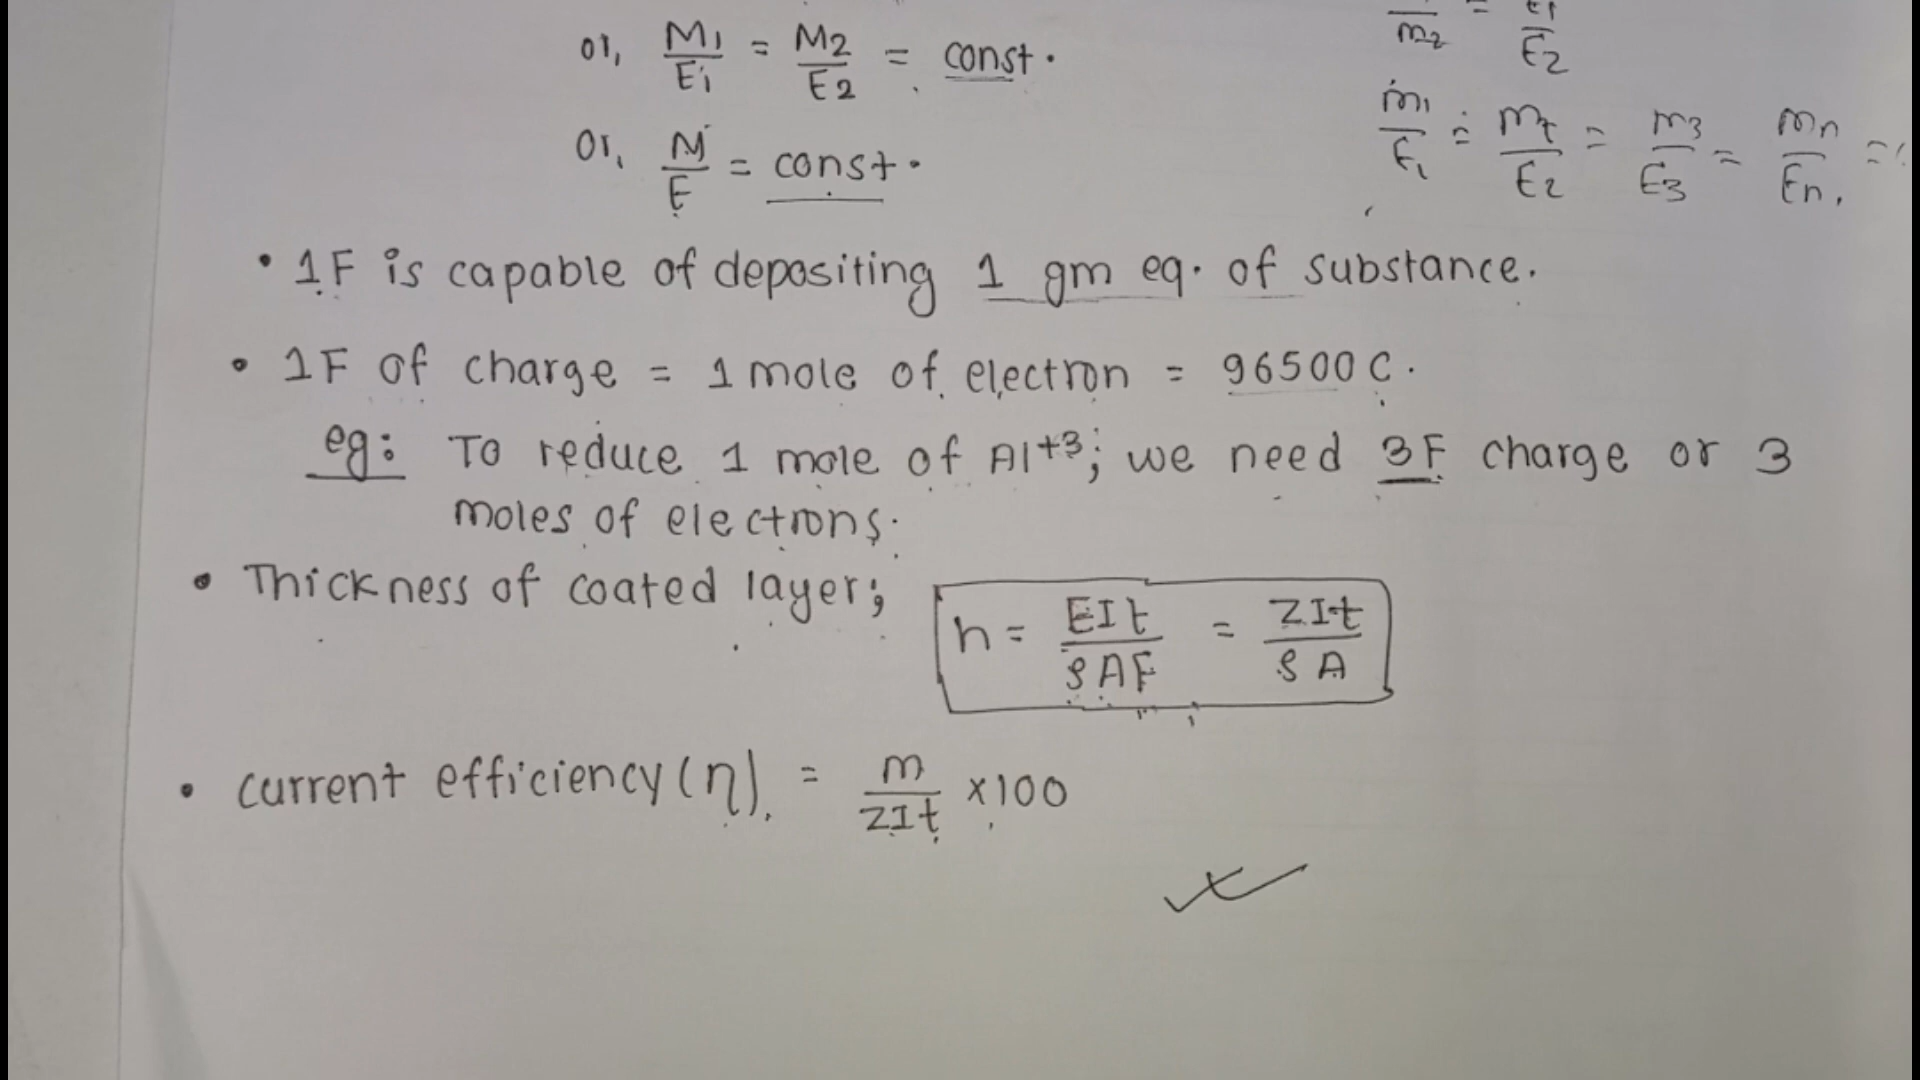 or, M1/E1 = M2/E2 = const.
m2 = E1/E2
m1/E1 = m2/E2 = m3/E3 = mn/En. =
or, M/E = const.
• 1F is capable of depositing 1 gm eq. of substance.
• 1F of charge = 1 mole of electron = 96500 C.
eg: To reduce 1 mole of Al+3; we need 3F charge or 3
moles of electrons.
• Thickness of coated layer; h = EIt/ρAF = ZIt/ρA
• current efficiency (η) = m/ZIt ×100